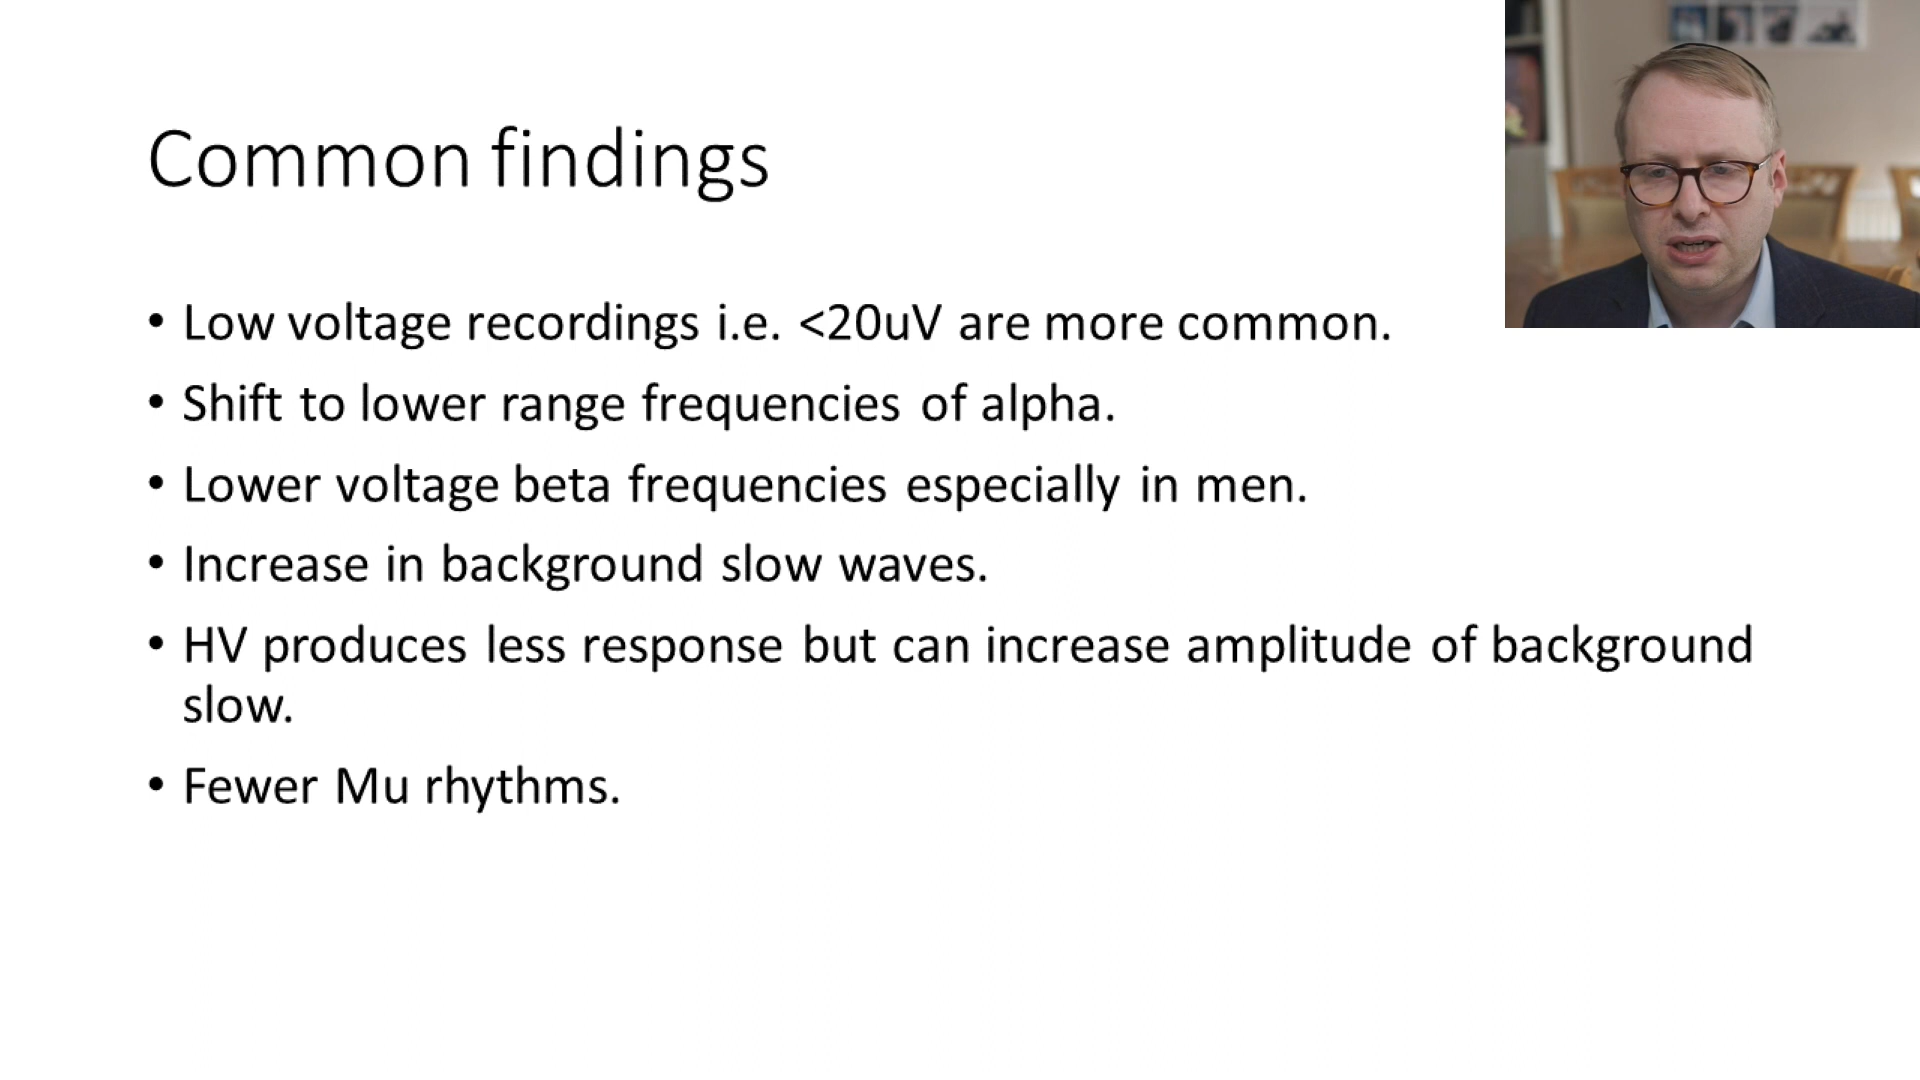 Common findings
• Low voltage recordings i.e. <20uV are more common.
• Shift to lower range frequencies of alpha.
• Lower voltage beta frequencies especially in men.
• Increase in background slow waves.
• HV produces less response but can increase amplitude of background
slow.
• Fewer Mu rhythms.